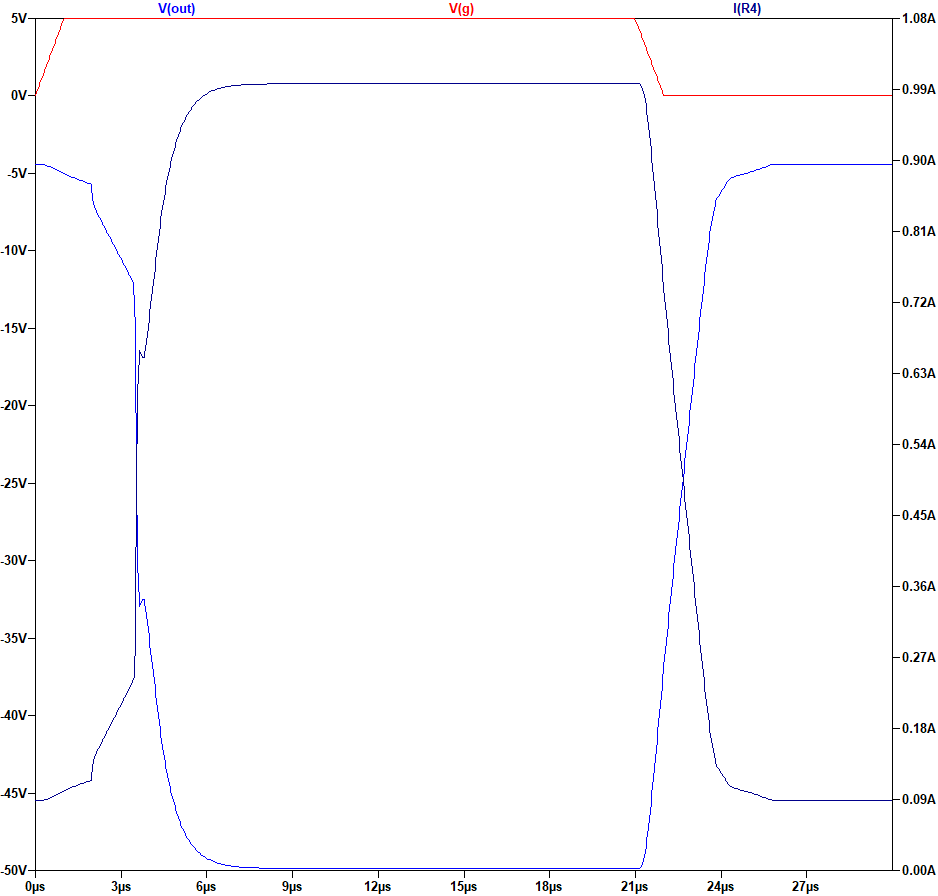 V(out) V(g) I(R4)
5V 1.08A
0V 0.99A
-5V 0.90A
-10V 0.81A
-15V 0.72A
-20V 0.63A
-25V 0.54A
-30V 0.45A
-35V 0.36A
-40V 0.27A
-45V 0.18A
-50V 0.09A
0.00A
0µs 3µs 6µs 9µs 12µs 15µs 18µs 21µs 24µs 27µs